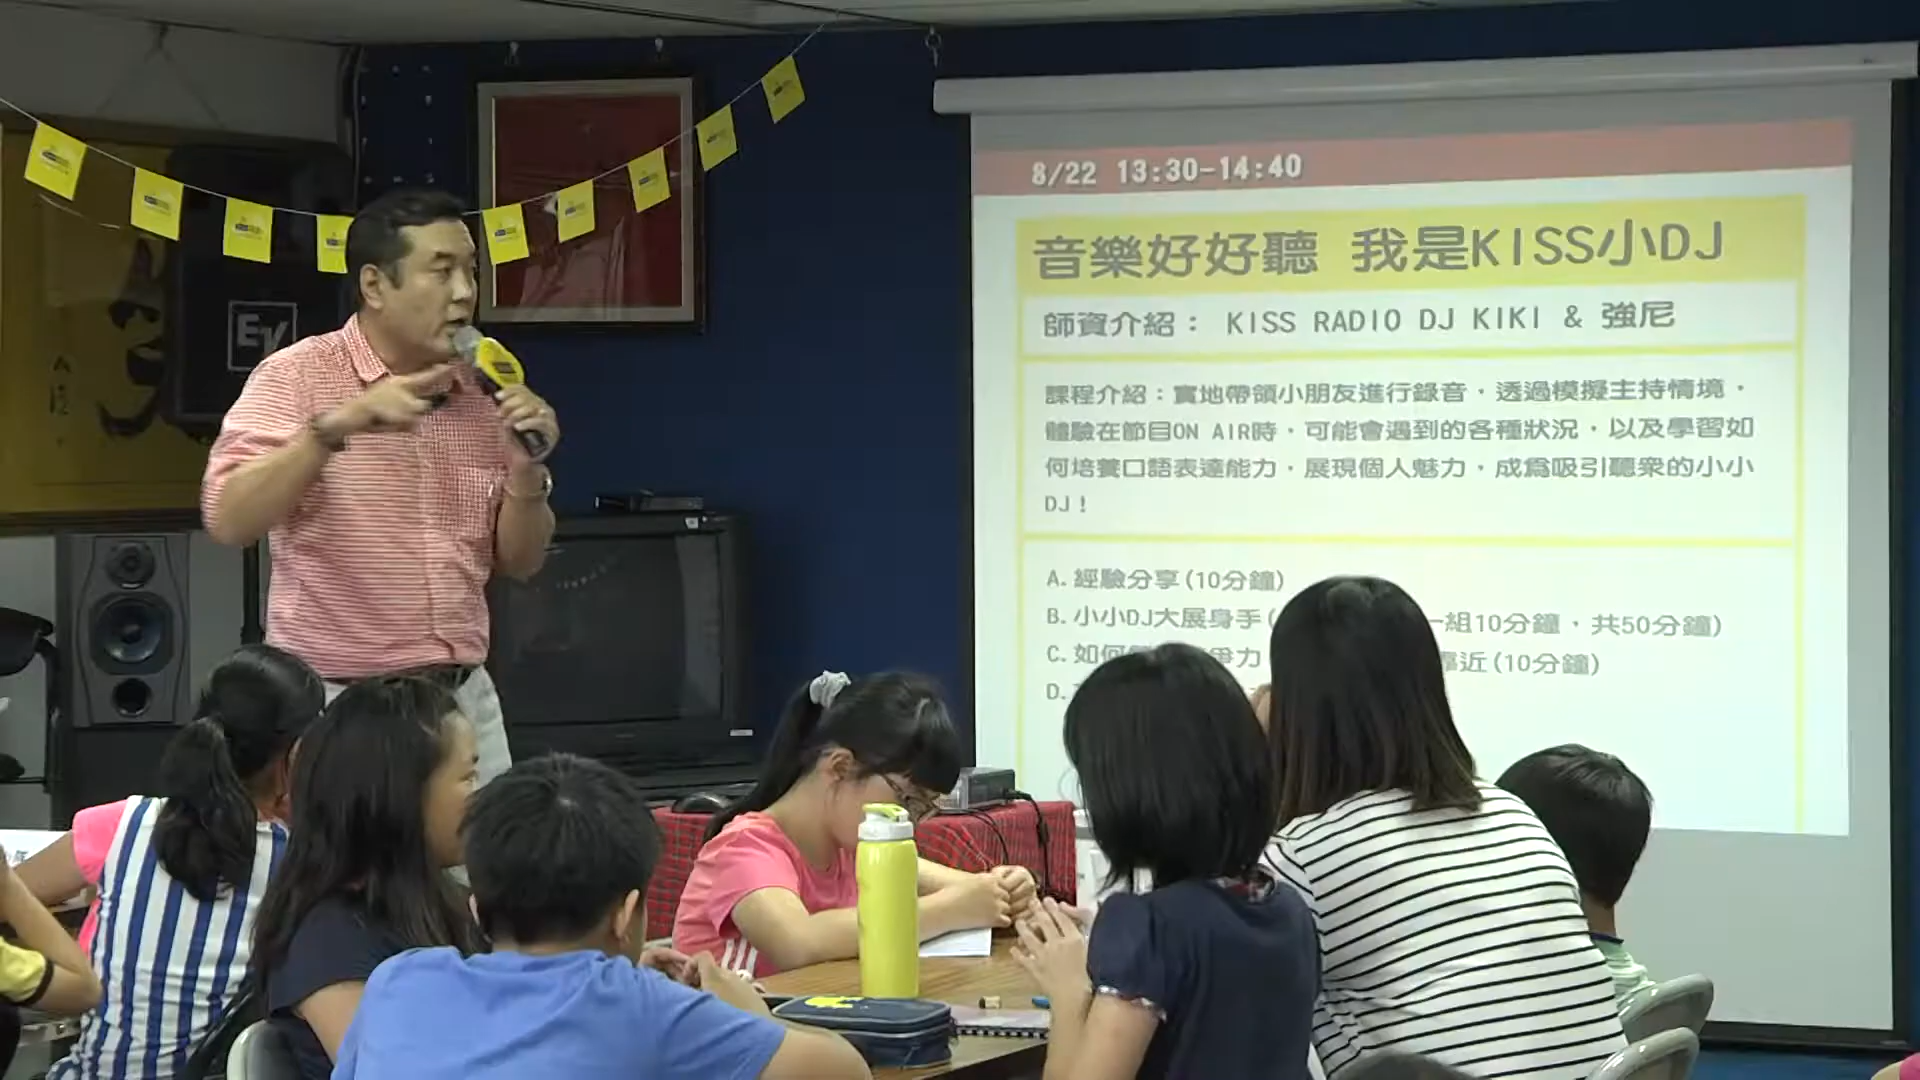 8/22 13:30-14:40
音樂好好聽 我是KISS小DJ
師資介紹： KISS RADIO DJ KIKI & 強尼
課程介紹：實地帶領小朋友進行錄音，透過模擬主持情境，
體驗在節目ON AIR時，可能會遇到的各種狀況，以及學習如
何培養口語表達能力，展現個人魅力，成為吸引聽衆的小小
DJ！
A.經驗分享(10分鐘)
B.小小DJ大展身手( 一組10分鐘，共50分鐘)
C.如何 爭力 靠近(10分鐘)
D.
EV